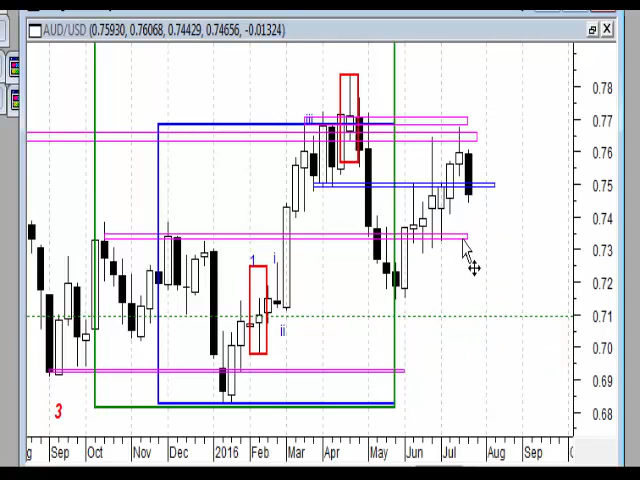 AUD/USD (0.75930, 0.76068, 0.74429, 0.74656, -0.01324)
0.78
iii
0.77
0.76
0.75
0.74
0.73
1 i
0.72
0.71
ii
0.70
0.69
3
0.68
g Sep Oct Nov Dec 2016 Feb Mar Apr May Jun Jul Aug Sep